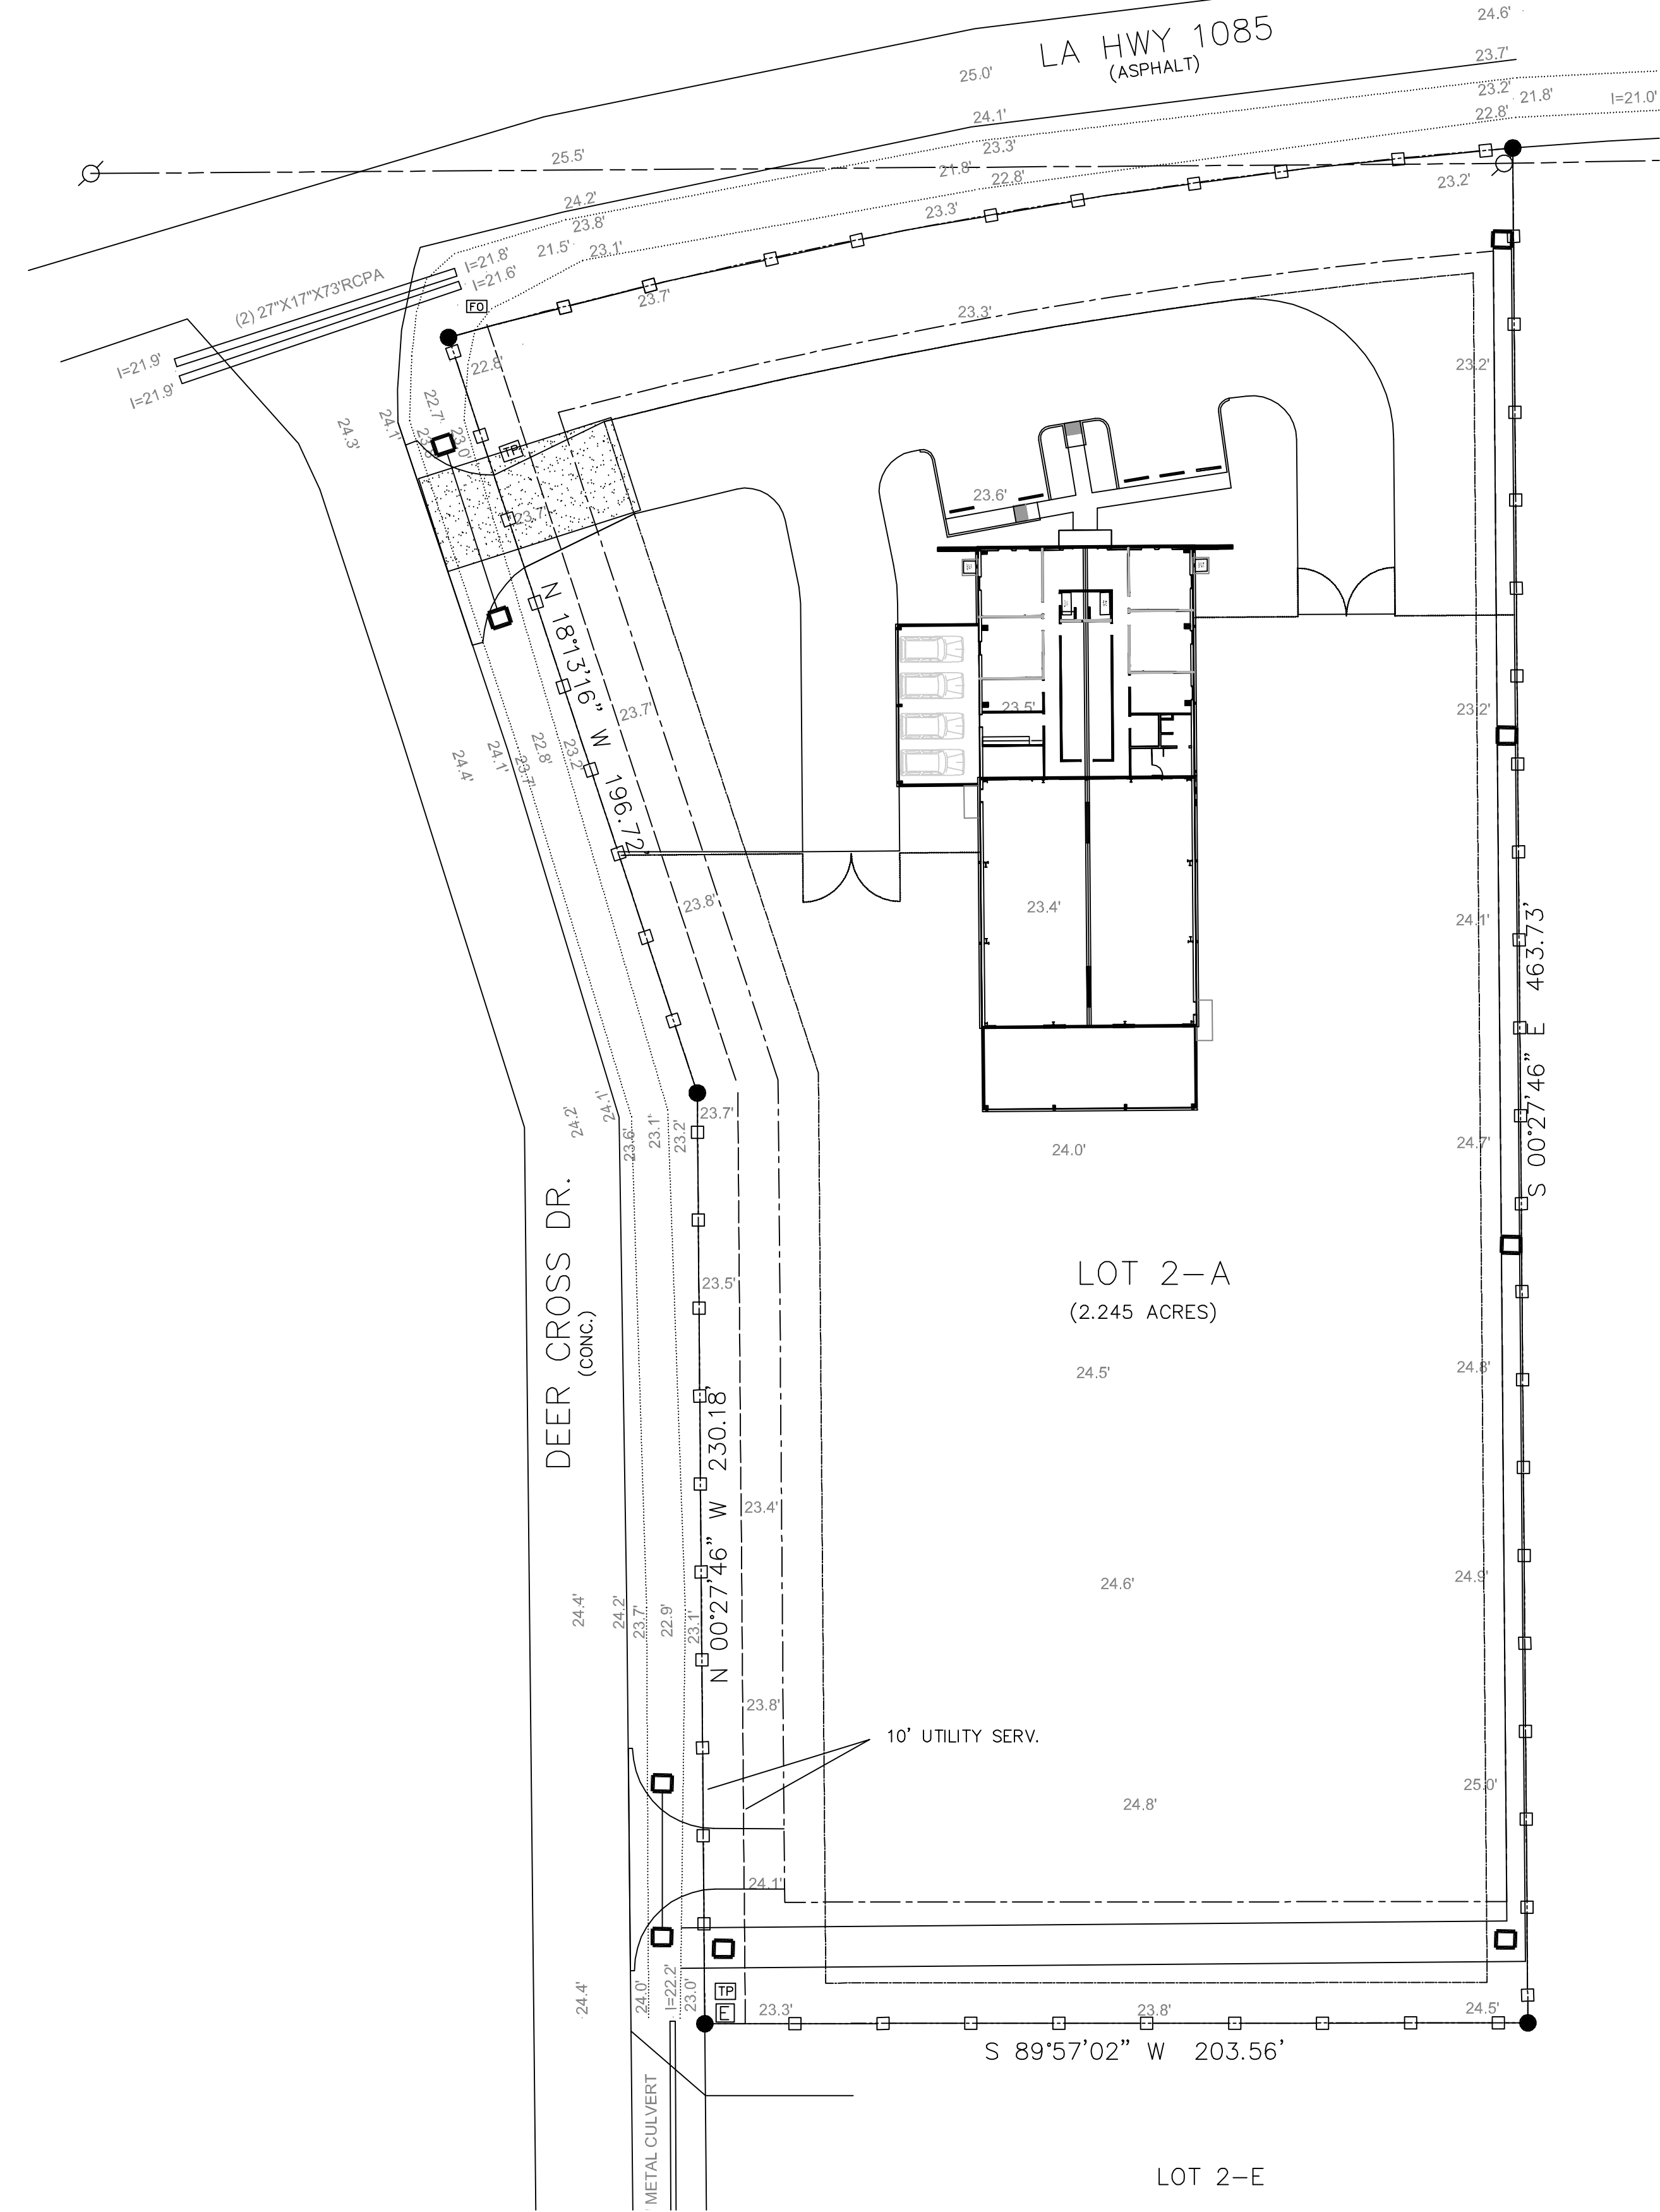 24.6'
LA HWY 1085
(ASPHALT)
25.0'
23.7'
23.2'
21.8'
I=21.0'
24.1'
22.8'
25.5'
23.3'
21.8'
22.8'
23.2'
24.2'
23.3'
23.8'
21.5'
23.1'
I=21.8'
I=21.6'
(2) 27"X17"X73'RCPA
FO
23.7'
23.3'
I=21.9'
I=21.9'
22.8'
23.2'
22.7'
24.1'
24.3'
23.0'
TP
23.6'
23.7'
N 18°13'16" W 196.72'
23.7'
23.5'
23.2'
24.4'
24.1'
23.7'
22.8'
23.2'
23.8'
23.4'
24.1'
S 00°27'46" E 463.73'
24.2'
24.1'
23.6'
23.1'
23.2'
23.7'
24.0'
24.7'
DEER CROSS DR.
(CONC.)
23.5'
LOT 2-A
(2.245 ACRES)
24.5'
24.8'
N 00°27'46" W 230.18'
23.4'
24.6'
24.9'
24.4'
24.2'
23.7'
22.9'
23.1'
23.8'
10' UTILITY SERV.
24.8'
25.0'
24.1'
24.4'
24.0'
I=22.2'
23.0'
TP
E
23.3'
23.8'
24.5'
S 89°57'02" W 203.56'
METAL CULVERT
LOT 2-E